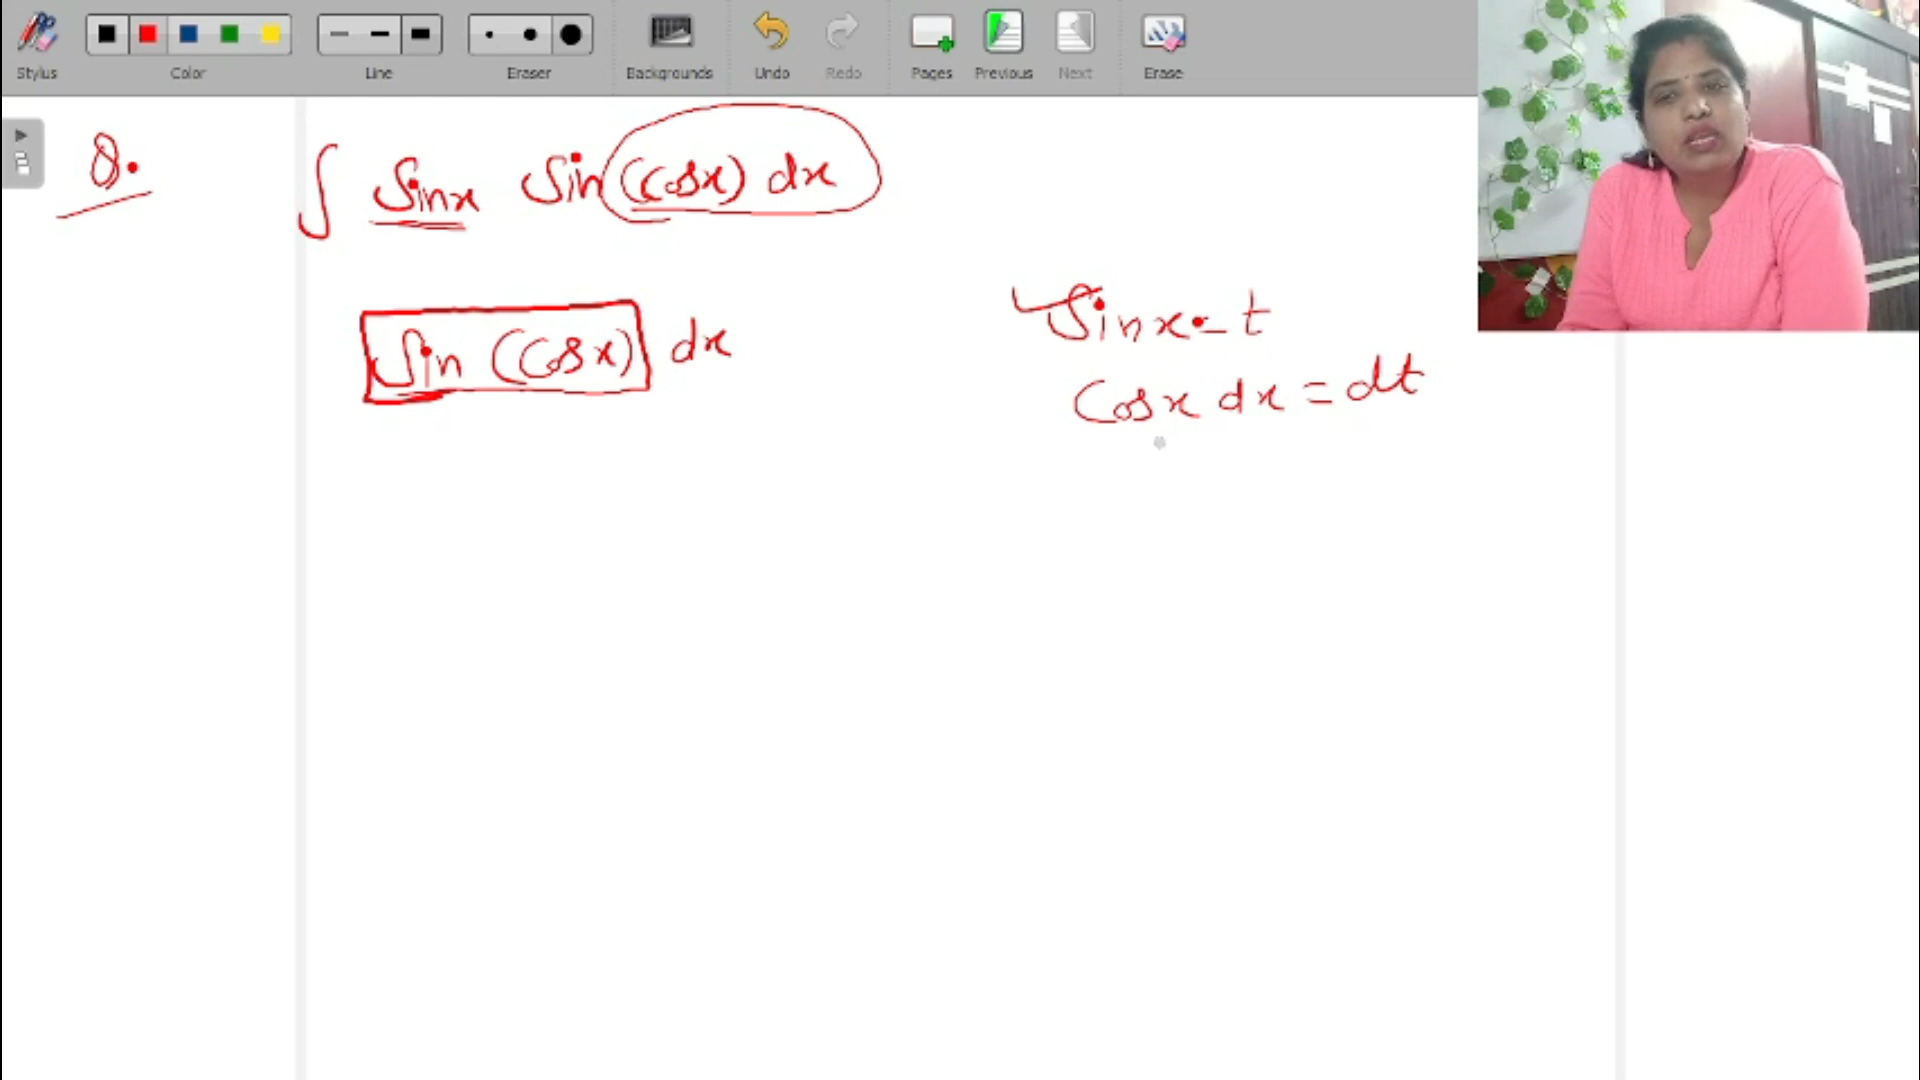 Stylus Color Line Eraser Backgrounds Undo Redo Pages Previous Next Erase
Q. ∫ Sinx Sin(Cosx) dx
Sin (Cosx) dx
Sinx = t
Cosx dx = dt